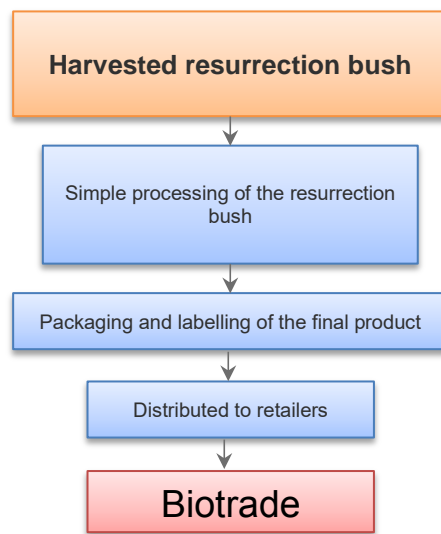 Harvested resurrection bush
Simple processing of the resurrection
bush
Packaging and labelling of the final product
Distributed to retailers
Biotrade